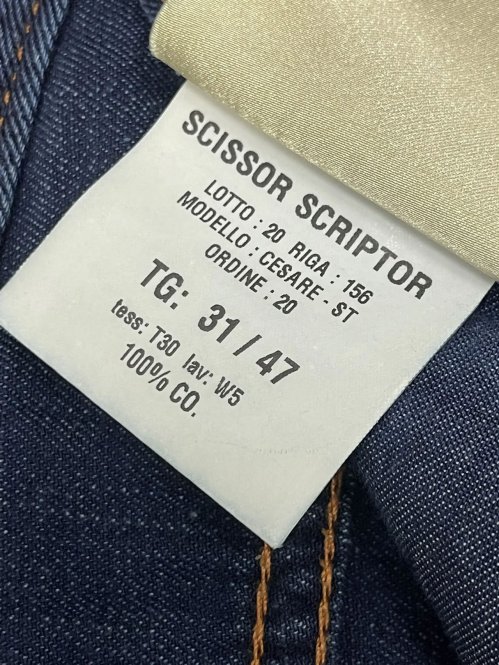 SCISSOR SCRIPTOR
LOTTO : 20 RIGA : 156
MODELLO : CESARE - ST
ORDINE : 20
TG: 31 / 47
tess: T30 lav: W5
100% CO.